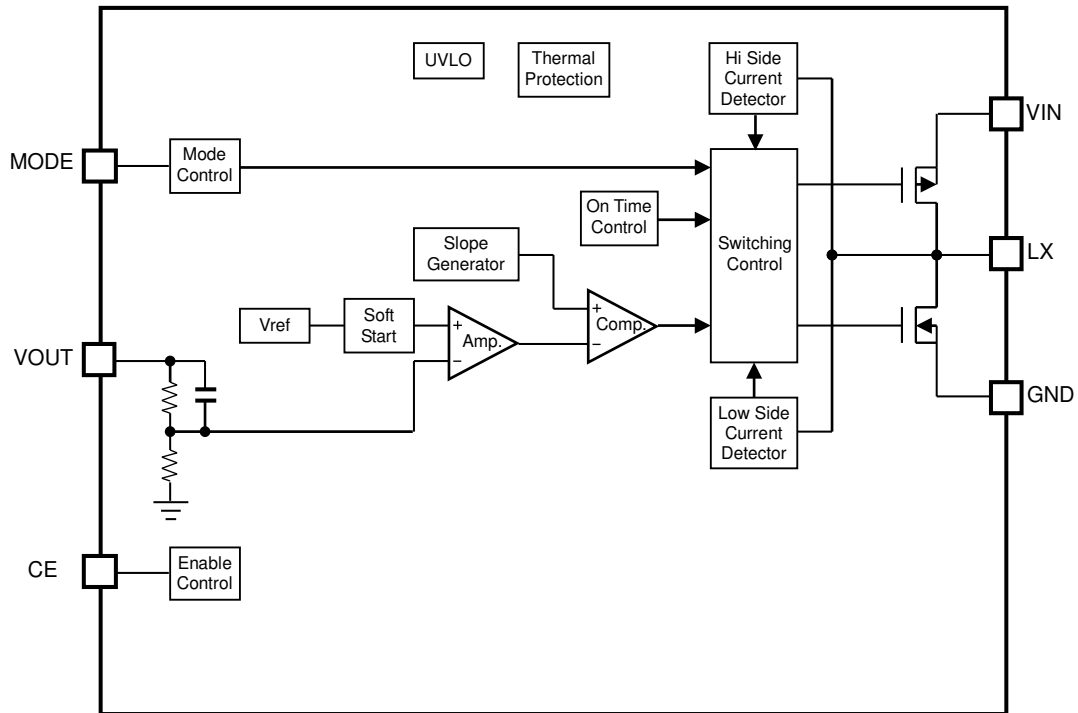 UVLO
Thermal
Protection
Hi Side
Current
Detector
VIN
MODE
Mode
Control
On Time
Control
Switching
Control
Slope
Generator
LX
Vref
Soft
Start
+
Amp.
−
+
Comp.
−
VOUT
GND
Low Side
Current
Detector
CE
Enable
Control